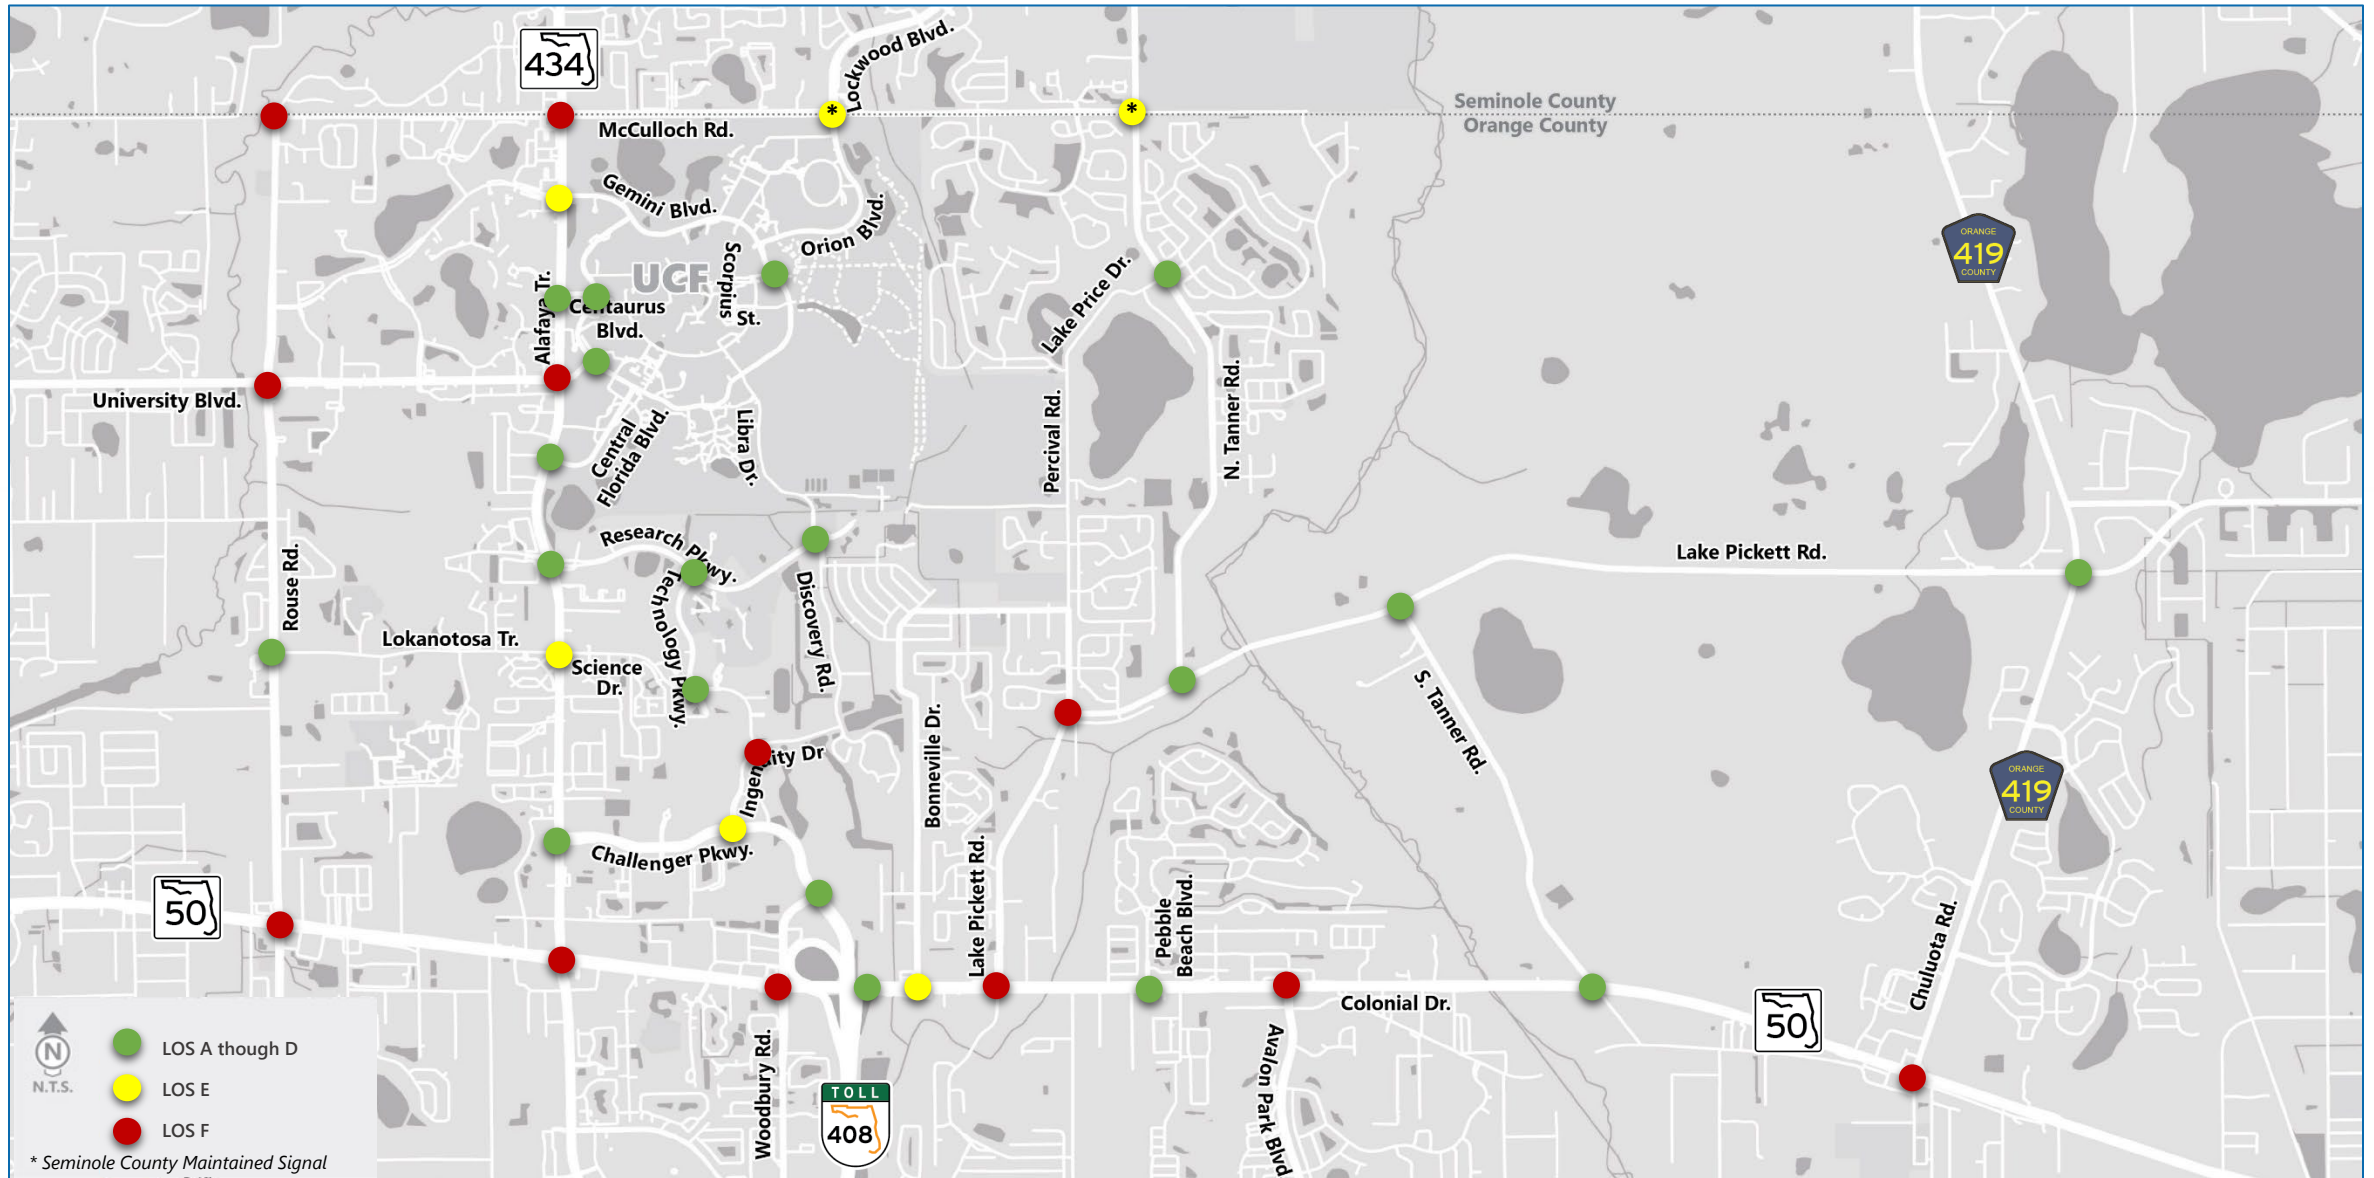 434
Lockwood Blvd.
*
*
Seminole County
Orange County
McCulloch Rd.
Gemini Blvd.
Orion Blvd.
ORANGE
419
COUNTY
UCF
Scorpius
St.
Alafaya Tr.
Centaurus
Blvd.
Lake Price Dr.
University Blvd.
N. Tanner Rd.
Percival Rd.
Central
Florida Blvd.
Libra Dr.
Research Pkwy.
Lake Pickett Rd.
Rouse Rd.
Technology Pkwy.
Discovery Rd.
Lokanotosa Tr.
Science
Dr.
S. Tanner Rd.
Bonneville Dr.
Ingenuity Dr
ORANGE
419
COUNTY
Challenger Pkwy.
Lake Pickett Rd.
Pebble
Beach Blvd.
50
Chuluota Rd.
Colonial Dr.
50
Woodbury Rd.
Avalon Park Blvd
TOLL
408
N
N.T.S.
LOS A though D
LOS E
LOS F
* Seminole County Maintained Signal